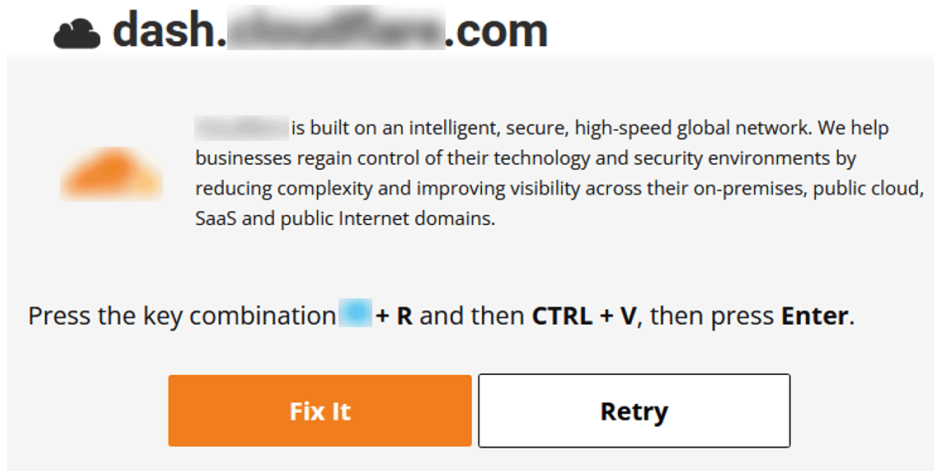 dash. .com
is built on an intelligent, secure, high-speed global network. We help
businesses regain control of their technology and security environments by
reducing complexity and improving visibility across their on-premises, public cloud,
SaaS and public Internet domains.
Press the key combination + R and then CTRL + V, then press Enter.
Fix It
Retry